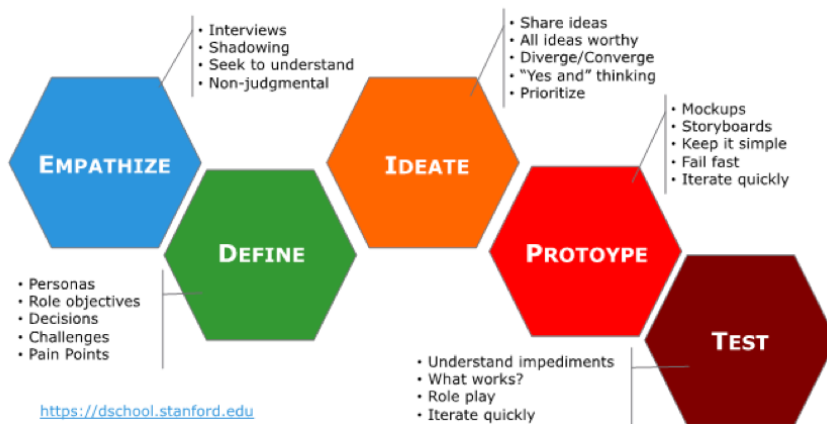 EMPATHIZE
• Interviews
• Shadowing
• Seek to understand
• Non-judgmental
DEFINE
• Personas
• Role objectives
• Decisions
• Challenges
• Pain Points
IDEATE
• Share ideas
• All ideas worthy
• Diverge/Converge
• “Yes and” thinking
• Prioritize
PROTOYPE
• Mockups
• Storyboards
• Keep it simple
• Fail fast
• Iterate quickly
TEST
• Understand impediments
• What works?
• Role play
• Iterate quickly
https://dschool.stanford.edu